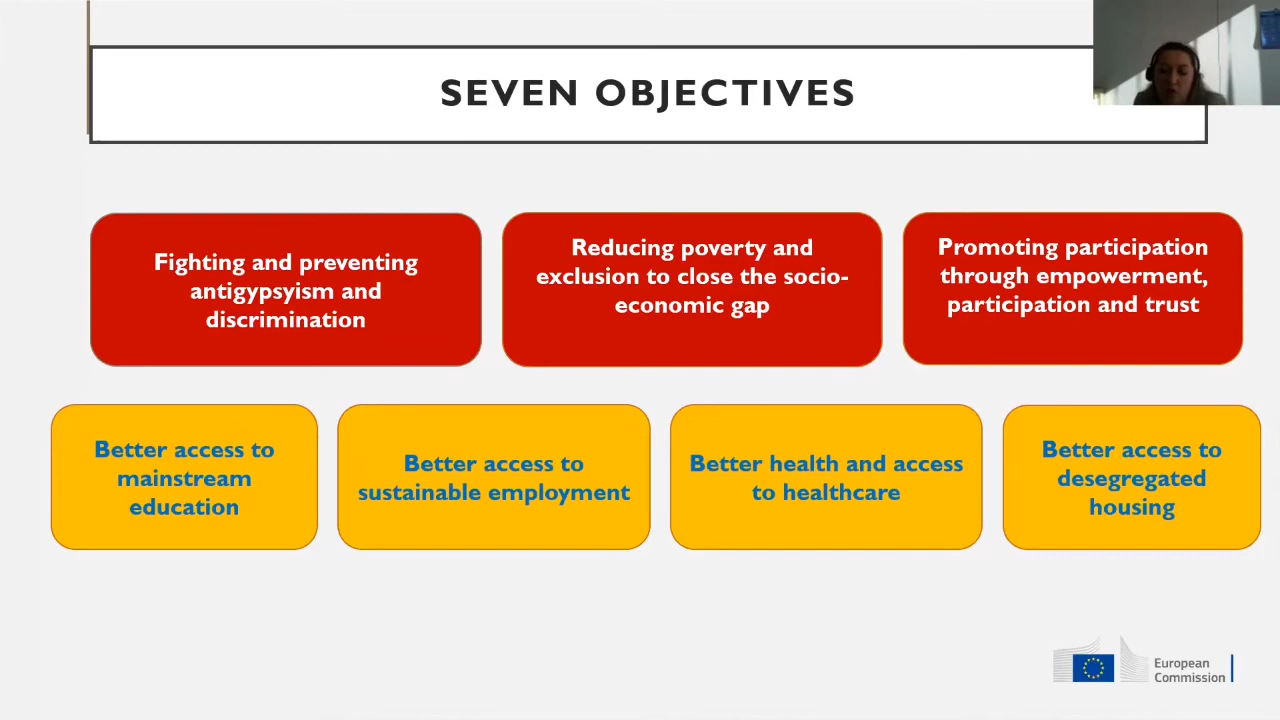 SEVEN OBJECTIVES
Fighting and preventing
antigypsyism and
discrimination
Reducing poverty and
exclusion to close the socio-
economic gap
Promoting participation
through empowerment,
participation and trust
Better access to
mainstream
education
Better access to
sustainable employment
Better health and access
to healthcare
Better access to
desegregated
housing
European
Commission